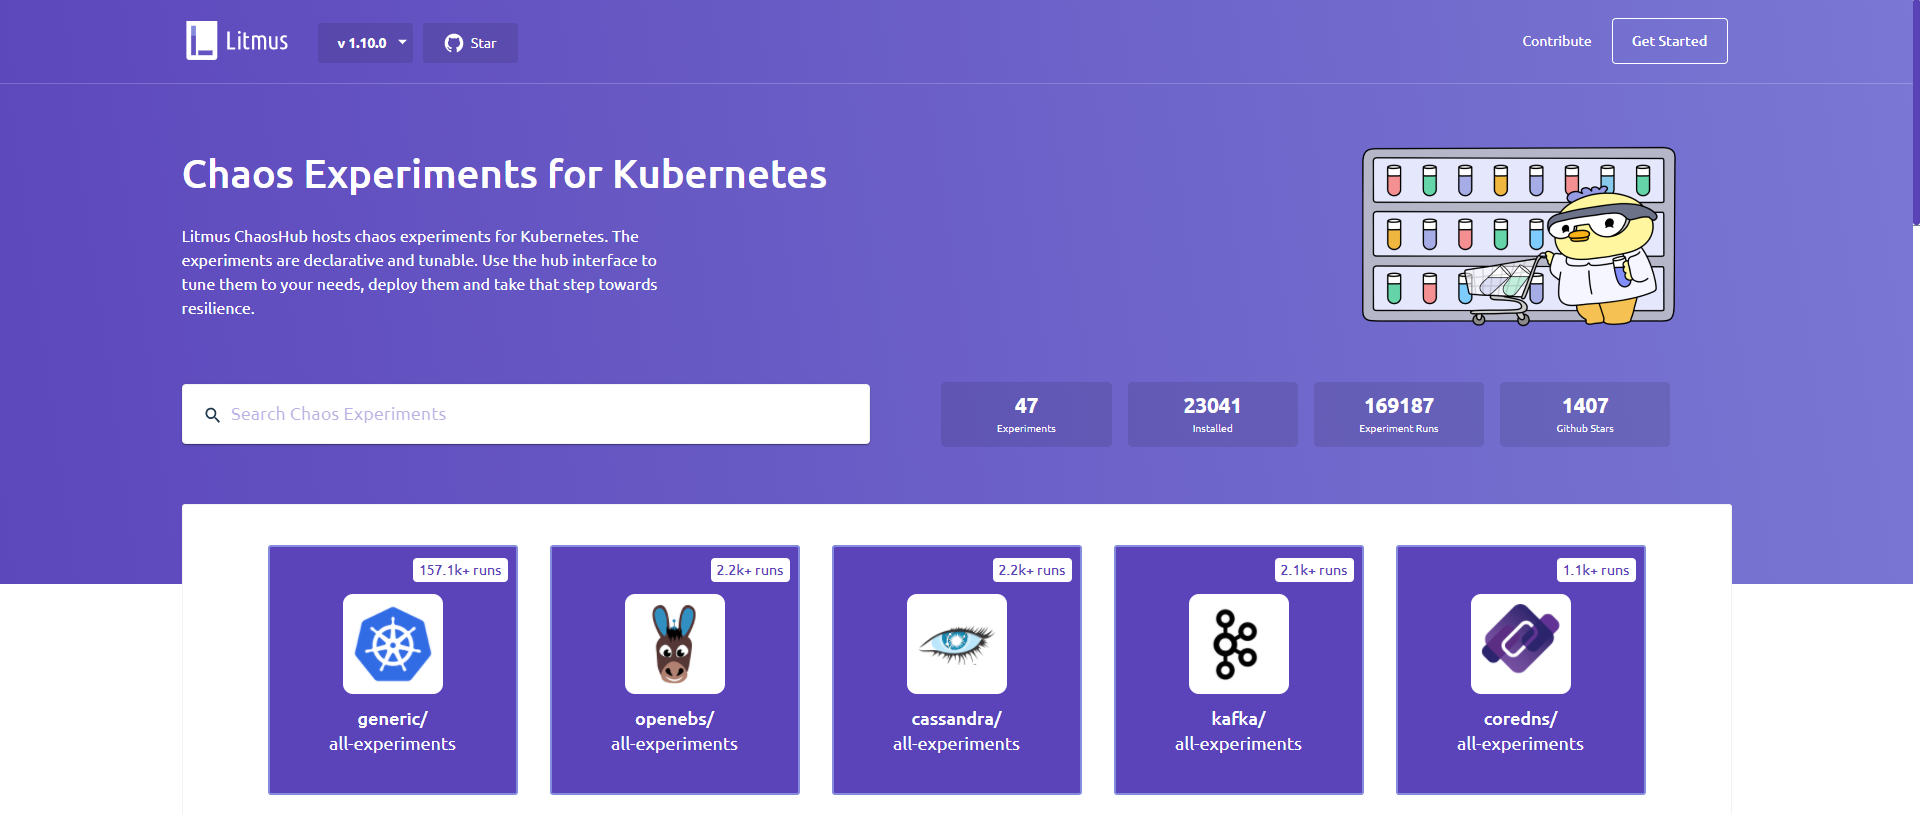 Litmus
v 1.10.0
Star
Contribute
Get Started
Chaos Experiments for Kubernetes
Litmus ChaosHub hosts chaos experiments for Kubernetes. The
experiments are declarative and tunable. Use the hub interface to
tune them to your needs, deploy them and take that step towards
resilience.
Search Chaos Experiments
47
Experiments
23041
Installed
169187
Experiment Runs
1407
Github Stars
157.1k+ runs
generic/
all-experiments
2.2k+ runs
openebs/
all-experiments
2.2k+ runs
cassandra/
all-experiments
2.1k+ runs
kafka/
all-experiments
1.1k+ runs
coredns/
all-experiments